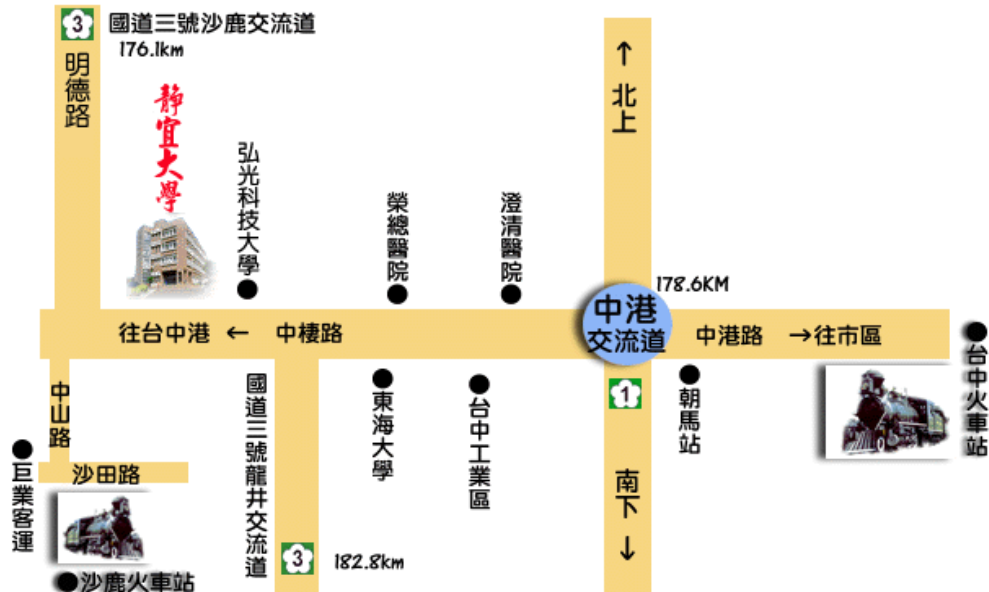 3
國道三號沙鹿交流道
176.1km
明德路
靜宜大學
弘光科技大學
榮總醫院
澄清醫院
↑
北上
178.6KM
中港
交流道
往台中港 ← 中棲路
中港路 →往市區
台中火車站
中山路
國道三號龍井交流道
東海大學
台中工業區
1
朝馬站
巨業客運
沙田路
南下
↓
3
182.8km
沙鹿火車站